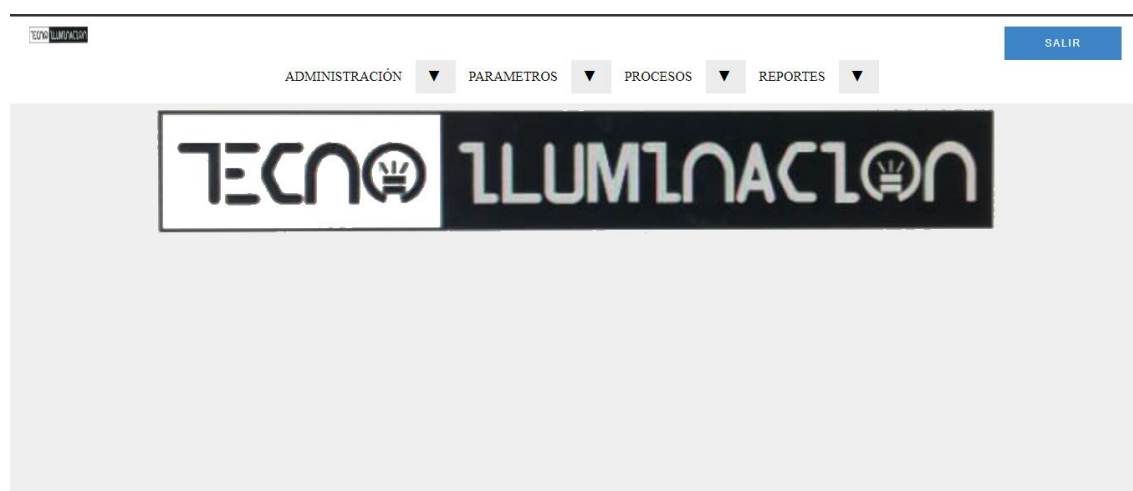 TECNO ILUMINACION
SALIR
ADMINISTRACIÓN ▼ PARAMETROS ▼ PROCESOS ▼ REPORTES ▼
TECNO ILUMINACION